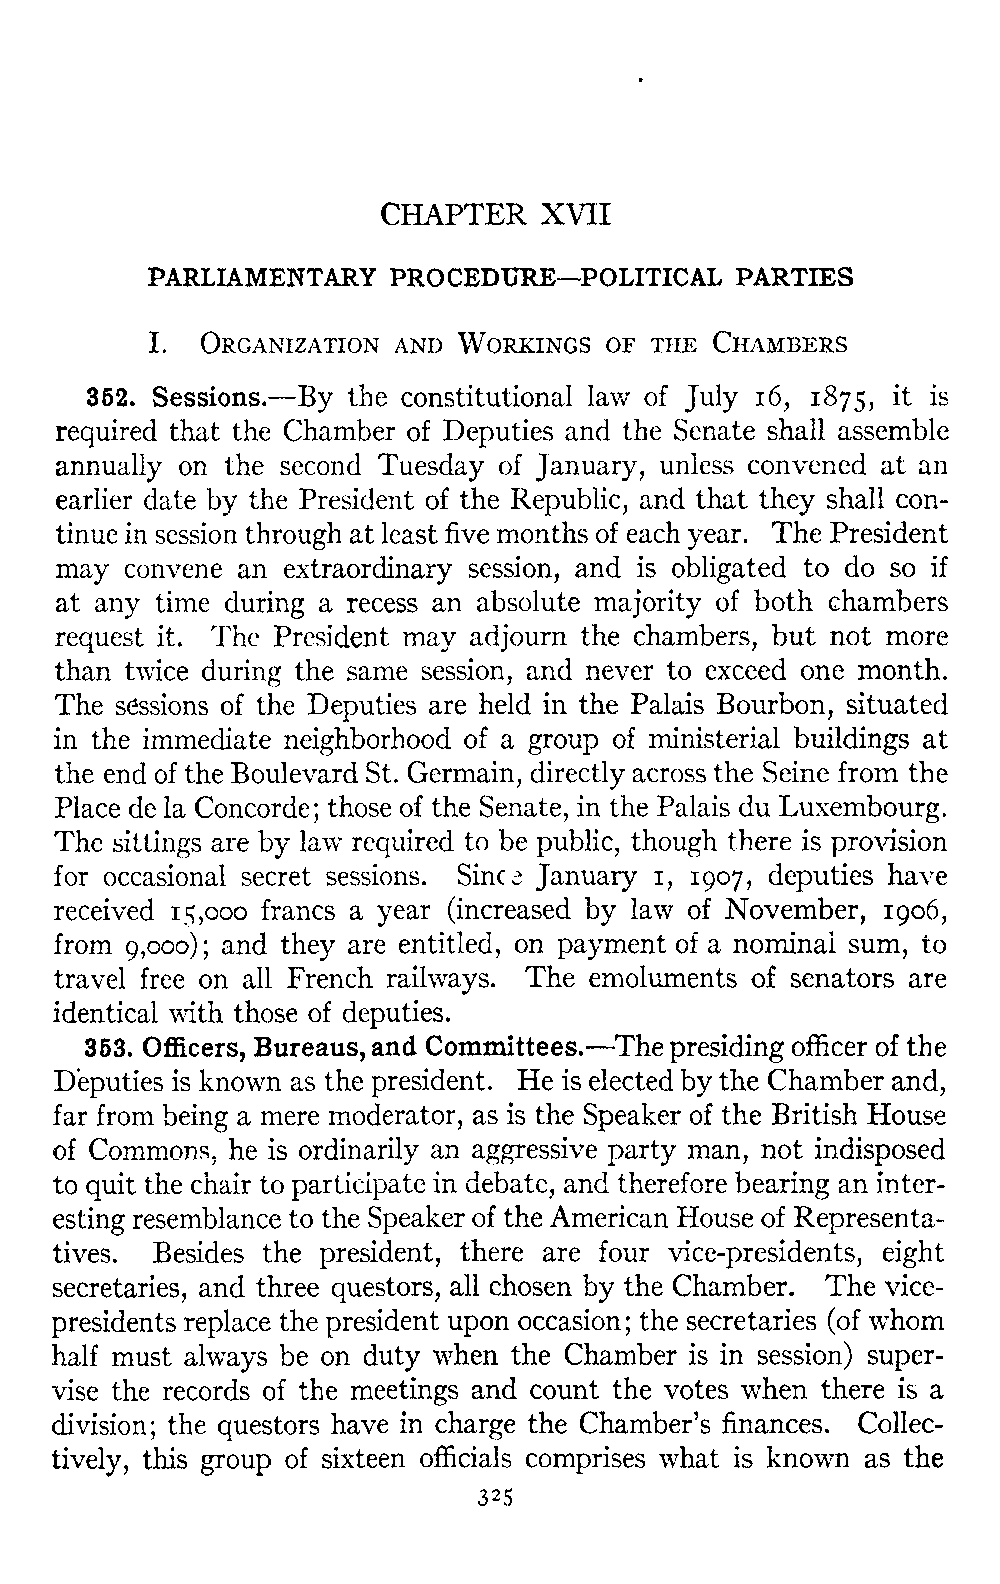 CHAPTER XVII
PARLIAMENTARY PROCEDURE—POLITICAL PARTIES
I. Organization and Workings of the Chambers
352. Sessions.—By the constitutional law of July 16, 1875, it is
required that the Chamber of Deputies and the Senate shall assemble
annually on the second Tuesday of January, unless convened at an
earlier date by the President of the Republic, and that they shall con-
tinue in session through at least five months of each year. The President
may convene an extraordinary session, and is obligated to do so if
at any time during a recess an absolute majority of both chambers
request it. The President may adjourn the chambers, but not more
than twice during the same session, and never to exceed one month.
The sessions of the Deputies are held in the Palais Bourbon, situated
in the immediate neighborhood of a group of ministerial buildings at
the end of the Boulevard St. Germain, directly across the Seine from the
Place de la Concorde; those of the Senate, in the Palais du Luxembourg.
The sittings are by law required to be public, though there is provision
for occasional secret sessions. Since January 1, 1907, deputies have
received 15,000 francs a year (increased by law of November, 1906,
from 9,000); and they are entitled, on payment of a nominal sum, to
travel free on all French railways. The emoluments of senators are
identical with those of deputies.
353. Officers, Bureaus, and Committees.—The presiding officer of the
Deputies is known as the president. He is elected by the Chamber and,
far from being a mere moderator, as is the Speaker of the British House
of Commons, he is ordinarily an aggressive party man, not indisposed
to quit the chair to participate in debate, and therefore bearing an inter-
esting resemblance to the Speaker of the American House of Representa-
tives. Besides the president, there are four vice-presidents, eight
secretaries, and three questors, all chosen by the Chamber. The vice-
presidents replace the president upon occasion; the secretaries (of whom
half must always be on duty when the Chamber is in session) super-
vise the records of the meetings and count the votes when there is a
division; the questors have in charge the Chamber's finances. Collec-
tively, this group of sixteen officials comprises what is known as the
325